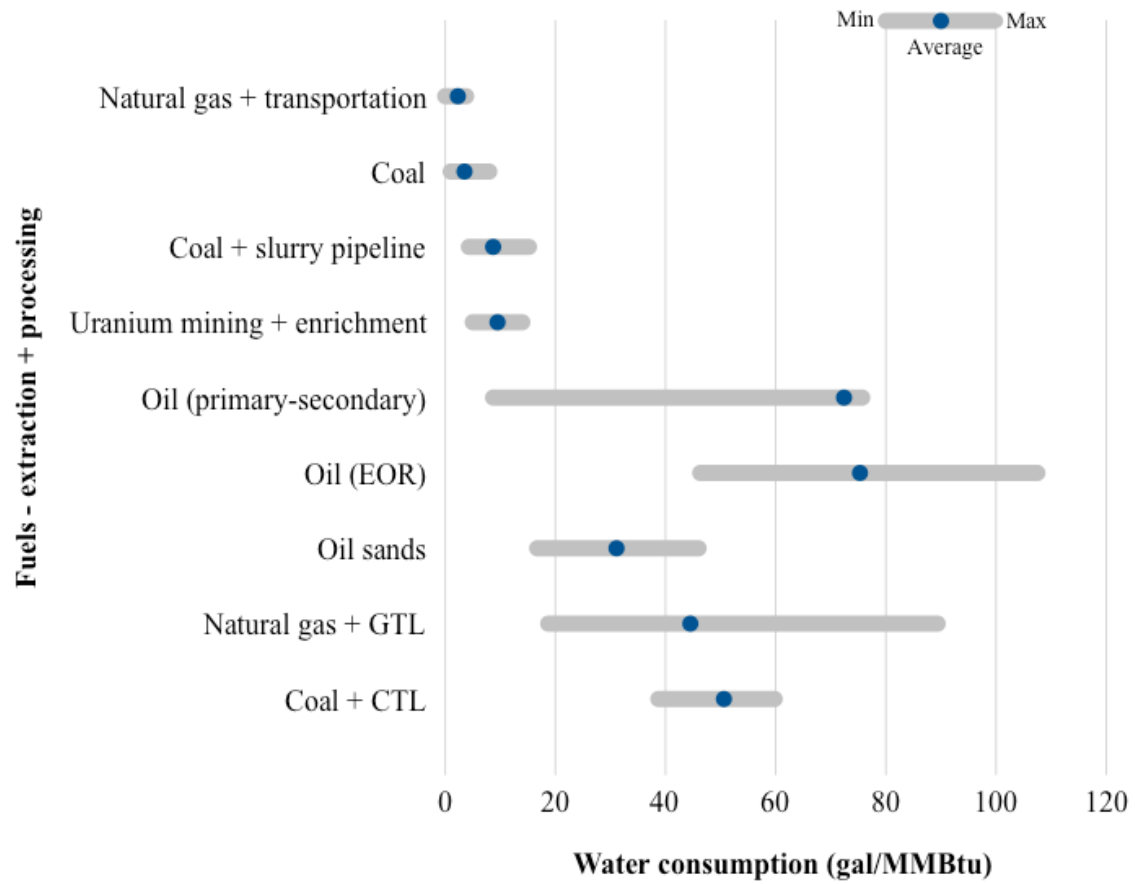 Min Max
Average
Natural gas + transportation
Coal
Coal + slurry pipeline
Uranium mining + enrichment
Oil (primary-secondary)
Oil (EOR)
Oil sands
Natural gas + GTL
Coal + CTL
Fuels - extraction + processing
0 20 40 60 80 100 120
Water consumption (gal/MMBtu)